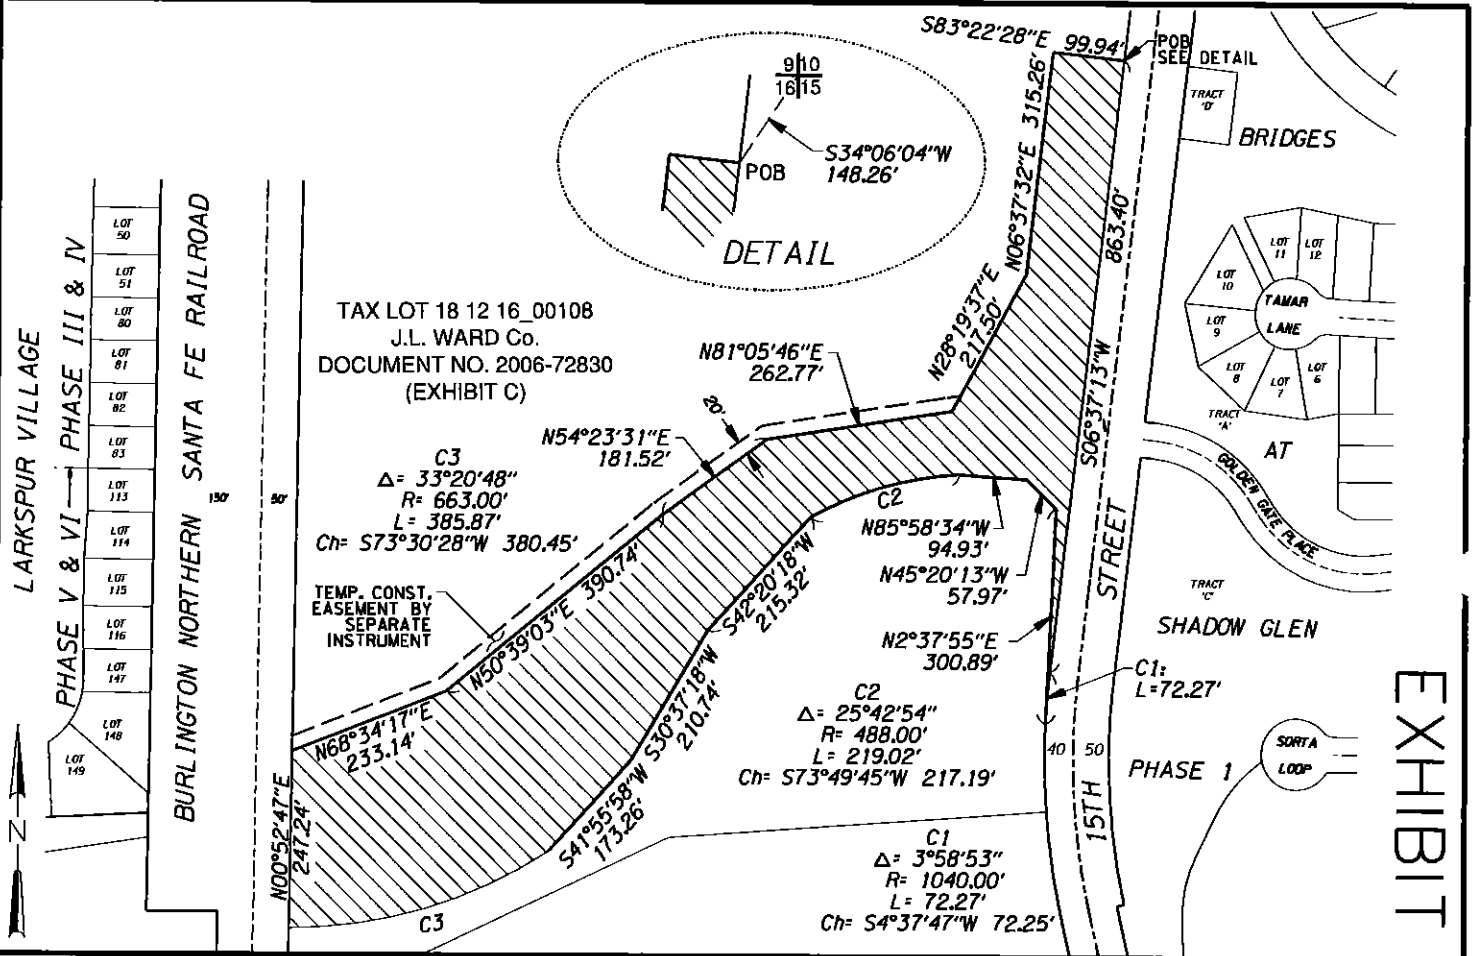 S83°22'28"E 99.94'
POB
SEE DETAIL
9 10
16 15
S34°06'04"W
148.26'
POB
DETAIL
N06°37'32"E 315.26'
863.40'
S06°37'13"W
TRACT
'D'
BRIDGES
LOT
11
LOT
12
LOT
10
LOT
9
LOT
8
LOT
7
LOT
6
TAMAR
LANE
TRACT
'A'
AT
GOLDEN GATE PLACE
TRACT
'C'
SHADOW GLEN
PHASE 1
SORTA
LOOP
EXHIBIT
LARKSPUR VILLAGE
PHASE V & VI PHASE III & IV
LOT
50
LOT
51
LOT
80
LOT
81
LOT
82
LOT
83
LOT
113
LOT
114
LOT
115
LOT
116
LOT
147
LOT
148
LOT
149
N
BURLINGTON NORTHERN SANTA FE RAILROAD
150'
50'
TAX LOT 18 12 16_00108
J.L. WARD Co.
DOCUMENT NO. 2006-72830
(EXHIBIT C)
N28°19'37"E
217.50'
N81°05'46"E
262.77'
20'
N54°23'31"E
181.52'
C3
Δ= 33°20'48"
R= 663.00'
L= 385.87'
Ch= S73°30'28"W 380.45'
TEMP. CONST.
EASEMENT BY
SEPARATE
INSTRUMENT
N50°39'03"E 390.74'
N68°34'17"E
233.14'
N00°52'47"E
247.24'
C2
N85°58'34"W
94.93'
N45°20'13"W
57.97'
N2°37'55"E
300.89'
S42°20'18"W
215.32'
S30°37'18"W
210.74'
S41°55'58"W
173.26'
C3
C1:
L=72.27'
C2
Δ= 25°42'54"
R= 488.00'
L= 219.02'
Ch= S73°49'45"W 217.19'
40
50
15TH STREET
C1
Δ= 3°58'53"
R= 1040.00'
L= 72.27'
Ch= S4°37'47"W 72.25'